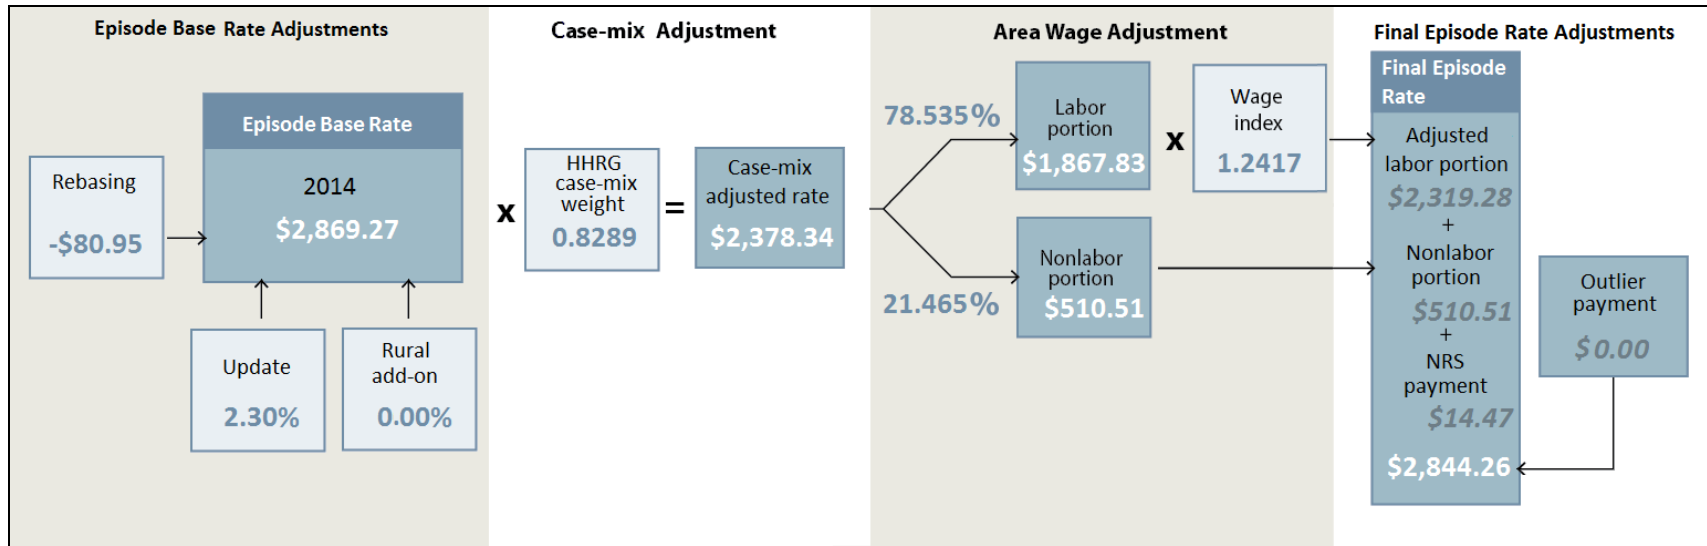 Episode Base Rate Adjustments
Rebasing
-$80.95
Episode Base Rate
2014
$2,869.27
Update
2.30%
Rural
add-on
0.00%
Case-mix Adjustment
x
HHRG
case-mix
weight
0.8289
=
Case-mix
adjusted rate
$2,378.34
Area Wage Adjustment
78.535%
Labor
portion
$1,867.83
x
Wage
index
1.2417
21.465%
Nonlabor
portion
$510.51
Final Episode Rate Adjustments
Final Episode
Rate
Adjusted
labor portion
$2,319.28
+
Nonlabor
portion
$510.51
+
NRS
payment
$14.47
$2,844.26
Outlier
payment
$0.00